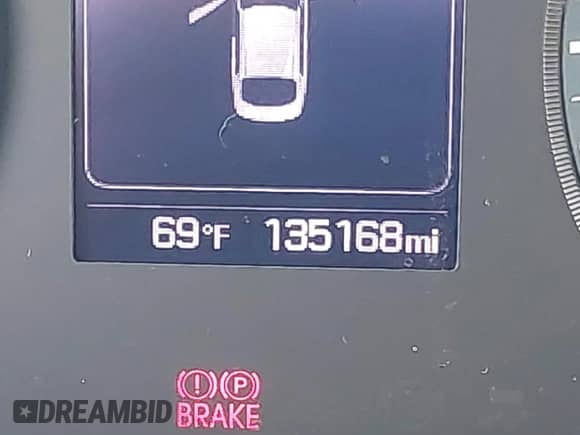 69°F 135168mi
(!) (P)
BRAKE
DREAMBID